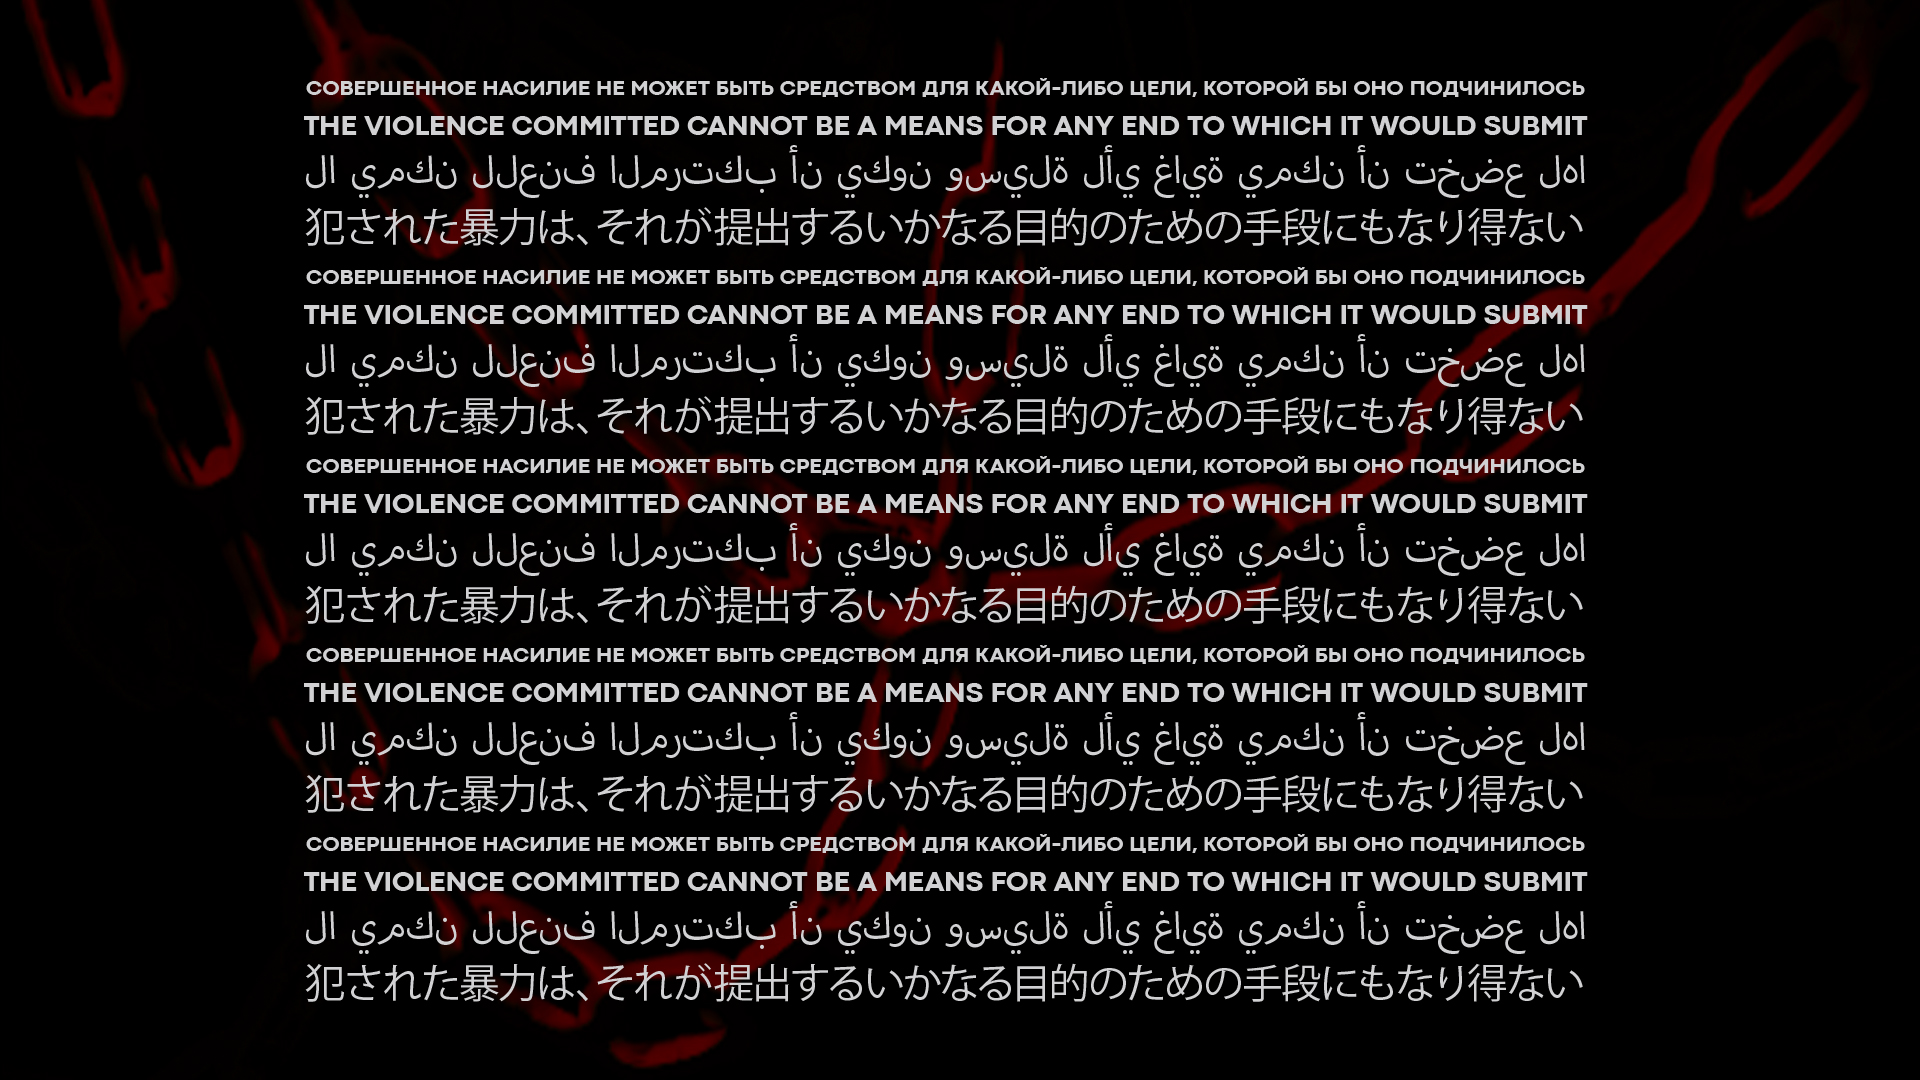 СОВЕРШЕННОЕ НАСИЛИЕ НЕ МОЖЕТ БЫТЬ СРЕДСТВОМ ДЛЯ КАКОЙ-ЛИБО ЦЕЛИ, КОТОРОЙ БЫ ОНО ПОДЧИНИЛОСЬ
THE VIOLENCE COMMITTED CANNOT BE A MEANS FOR ANY END TO WHICH IT WOULD SUBMIT
لا يمكن للعنف المرتكب أن يكون وسيلة لأي غاية يمكن أن تخضع لها
犯された暴力は、それが提出するいかなる目的のための手段にもなり得ない
СОВЕРШЕННОЕ НАСИЛИЕ НЕ МОЖЕТ БЫТЬ СРЕДСТВОМ ДЛЯ КАКОЙ-ЛИБО ЦЕЛИ, КОТОРОЙ БЫ ОНО ПОДЧИНИЛОСЬ
THE VIOLENCE COMMITTED CANNOT BE A MEANS FOR ANY END TO WHICH IT WOULD SUBMIT
لا يمكن للعنف المرتكب أن يكون وسيلة لأي غاية يمكن أن تخضع لها
犯された暴力は、それが提出するいかなる目的のための手段にもなり得ない
СОВЕРШЕННОЕ НАСИЛИЕ НЕ МОЖЕТ БЫТЬ СРЕДСТВОМ ДЛЯ КАКОЙ-ЛИБО ЦЕЛИ, КОТОРОЙ БЫ ОНО ПОДЧИНИЛОСЬ
THE VIOLENCE COMMITTED CANNOT BE A MEANS FOR ANY END TO WHICH IT WOULD SUBMIT
لا يمكن للعنف المرتكب أن يكون وسيلة لأي غاية يمكن أن تخضع لها
犯された暴力は、それが提出するいかなる目的のための手段にもなり得ない
СОВЕРШЕННОЕ НАСИЛИЕ НЕ МОЖЕТ БЫТЬ СРЕДСТВОМ ДЛЯ КАКОЙ-ЛИБО ЦЕЛИ, КОТОРОЙ БЫ ОНО ПОДЧИНИЛОСЬ
THE VIOLENCE COMMITTED CANNOT BE A MEANS FOR ANY END TO WHICH IT WOULD SUBMIT
لا يمكن للعنف المرتكب أن يكون وسيلة لأي غاية يمكن أن تخضع لها
犯された暴力は、それが提出するいかなる目的のための手段にもなり得ない
СОВЕРШЕННОЕ НАСИЛИЕ НЕ МОЖЕТ БЫТЬ СРЕДСТВОМ ДЛЯ КАКОЙ-ЛИБО ЦЕЛИ, КОТОРОЙ БЫ ОНО ПОДЧИНИЛОСЬ
THE VIOLENCE COMMITTED CANNOT BE A MEANS FOR ANY END TO WHICH IT WOULD SUBMIT
لا يمكن للعنف المرتكب أن يكون وسيلة لأي غاية يمكن أن تخضع لها
犯された暴力は、それが提出するいかなる目的のための手段にもなり得ない